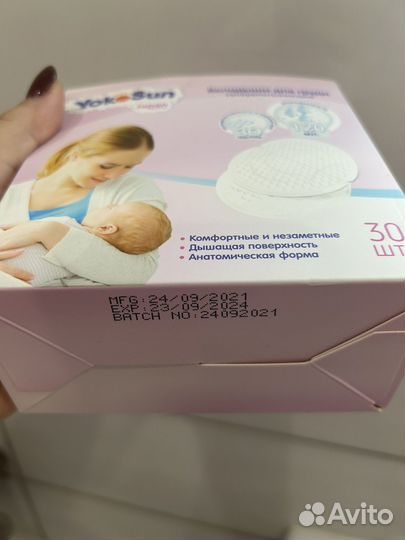 YokoSun
Вкладыши для груди
• Комфортные и незаметные
• Дышащая поверхность
• Анатомическая форма
30
ШТ
MFG:24/09/2021
EXP:23/09/2024
BATCH NO:24092021
Avito